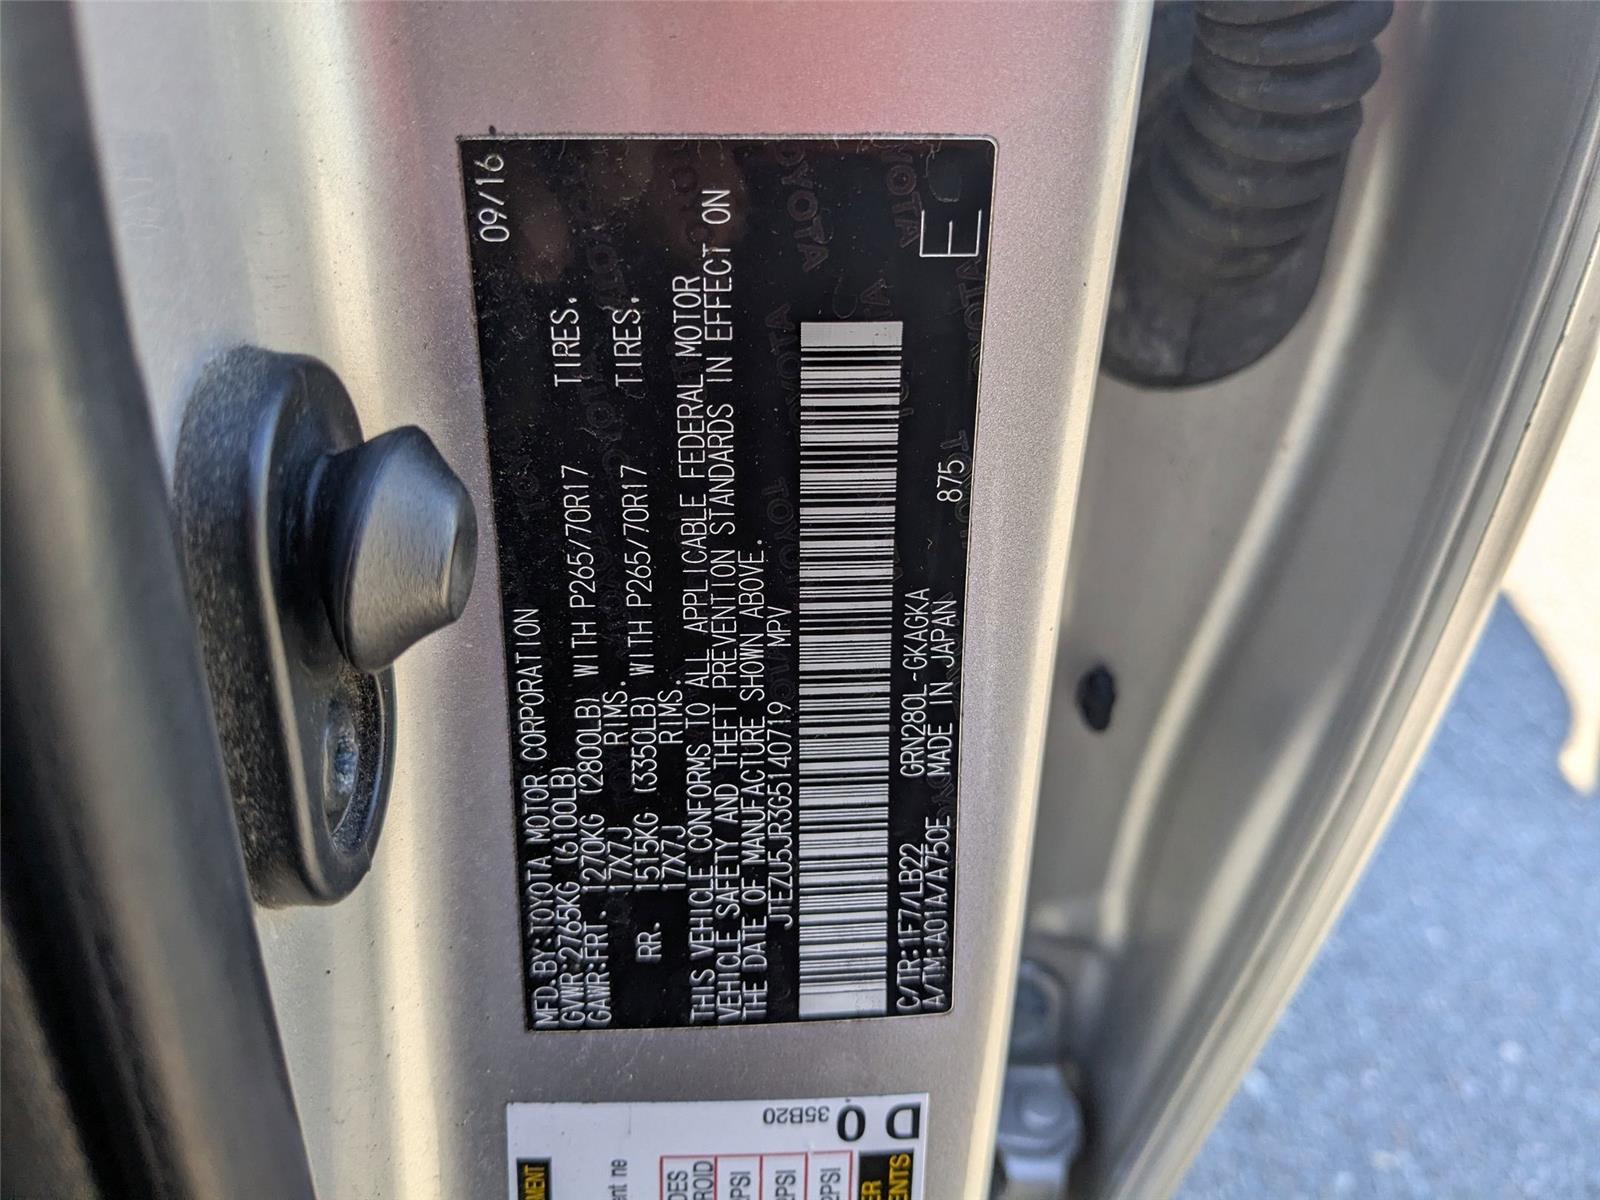 MFD.BY:TOYOTA MOTOR CORPORATION 09/16
GVWR:2765KG (6100LB)
GAWR:FRT. 1270KG (2800LB) WITH P265/70R17 TIRES.
17X7J RIMS.
RR. 1515KG (3350LB) WITH P265/70R17 TIRES.
17X7J RIMS.
THIS VEHICLE CONFORMS TO ALL APPLICABLE FEDERAL MOTOR
VEHICLE SAFETY AND THEFT PREVENTION STANDARDS IN EFFECT ON
THE DATE OF MANUFACTURE SHOWN ABOVE.
JTEZU5JR3G5140719 MPV
C/TR:1F7/LB22 GRN280L-GKAGKA
A/TM:A01A/A750E MADE IN JAPAN 875
E
35B20